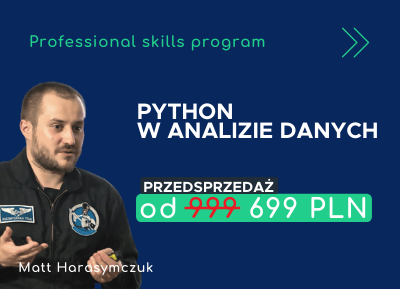 Professional skills program
PYTHON
W ANALIZIE DANYCH
PRZEDSPRZEDAŻ
od 999 699 PLN
Matt Harasymczuk